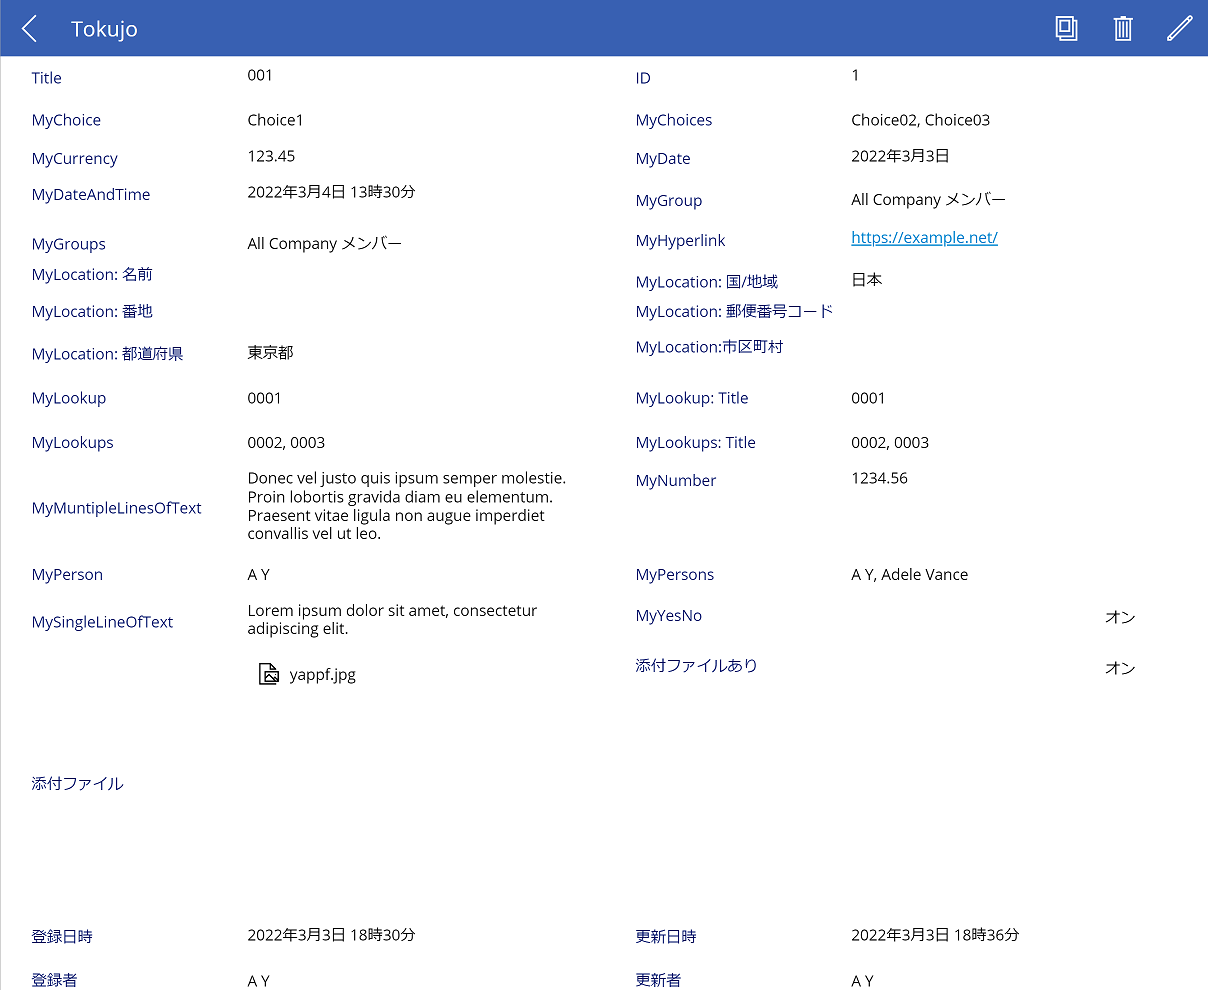 Tokujo
Title 001 ID 1
MyChoice Choice1 MyChoices Choice02, Choice03
MyCurrency 123.45 MyDate 2022年3月3日
MyDateAndTime 2022年3月4日 13時30分 MyGroup All Company メンバー
MyGroups All Company メンバー MyHyperlink https://example.net/
MyLocation: 名前 MyLocation: 国/地域 日本
MyLocation: 番地 MyLocation: 郵便番号コード
MyLocation: 都道府県 東京都 MyLocation:市区町村
MyLookup 0001 MyLookup: Title 0001
MyLookups 0002, 0003 MyLookups: Title 0002, 0003
MyMuntipleLinesOfText
Donec vel justo quis ipsum semper molestie.
Proin lobortis gravida diam eu elementum.
Praesent vitae ligula non augue imperdiet
convallis vel ut leo.
MyNumber 1234.56
MyPerson A Y MyPersons A Y, Adele Vance
MySingleLineOfText
Lorem ipsum dolor sit amet, consectetur
adipiscing elit.
MyYesNo オン
yappf.jpg
添付ファイルあり オン
添付ファイル
登録日時 2022年3月3日 18時30分 更新日時 2022年3月3日 18時36分
登録者 A Y 更新者 A Y